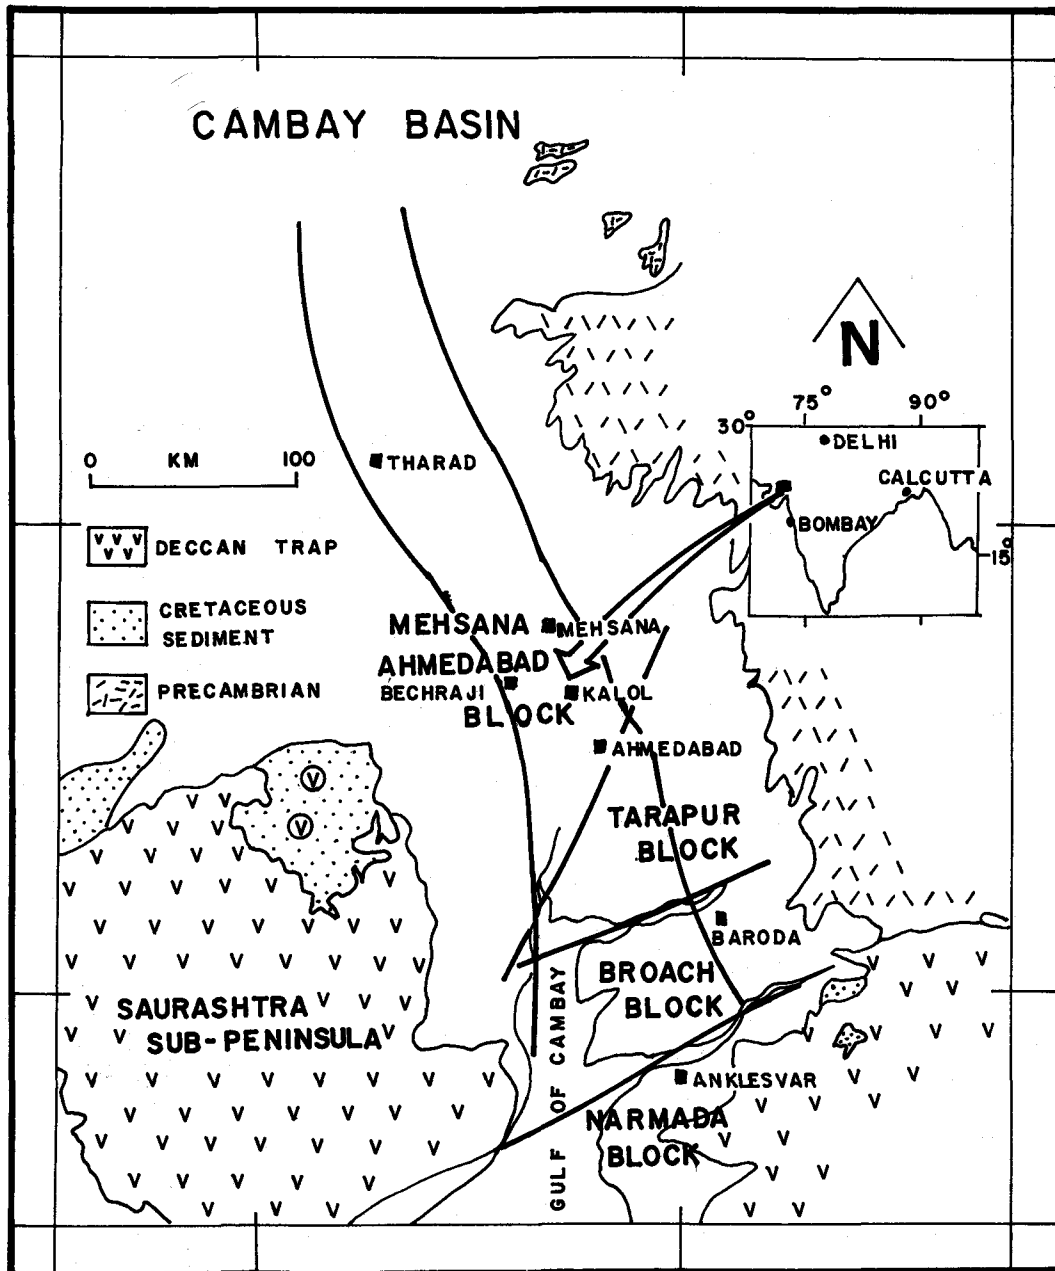 CAMBAY BASIN
N
75° 90°
30°
DELHI
CALCUTTA
BOMBAY
15°
THARAD
0 KM 100
DECCAN TRAP
CRETACEOUS
SEDIMENT
PRECAMBRIAN
MEHSANA
MEHSANA
AHMEDABAD
BECHRAJI
KALOL
BLOCK
AHMEDABAD
TARAPUR
BLOCK
BARODA
BROACH
BLOCK
SAURASHTRA
SUB-PENINSULA
GULF OF CAMBAY
ANKLESVAR
NARMADA
BLOCK